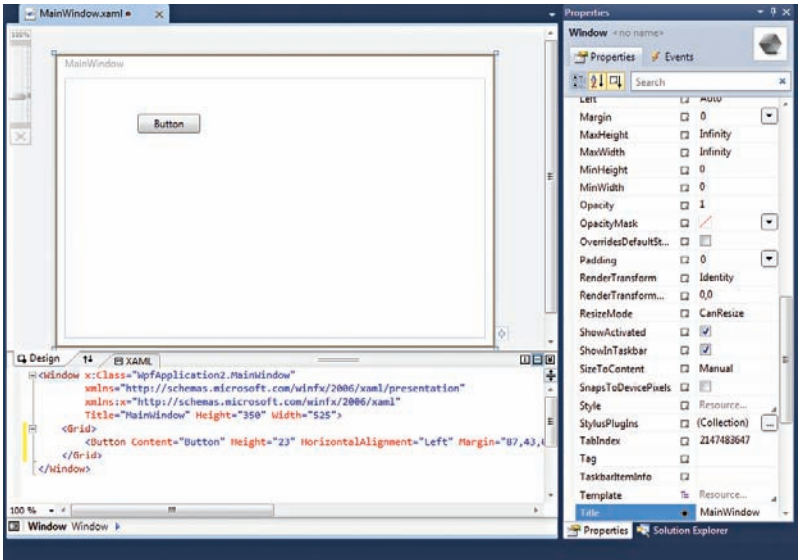 MainWindow.xaml
100%
MainWindow
Button
Design
XAML
<Window x:Class="WpfApplication2.MainWindow"
xmlns="http://schemas.microsoft.com/winfx/2006/xaml/presentation"
xmlns:x="http://schemas.microsoft.com/winfx/2006/xaml"
Title="MainWindow" Height="350" Width="525">
<Grid>
<Button Content="Button" Height="23" HorizontalAlignment="Left" Margin="87,43,
</Grid>
</Window>
100 %
Window Window
Properties
Window <no name>
Properties Events
Search
Left Auto
Margin 0
MaxHeight Infinity
MaxWidth Infinity
MinHeight 0
MinWidth 0
Opacity 1
OpacityMask
OverridesDefaultSt...
Padding 0
RenderTransform Identity
RenderTransform... 0,0
ResizeMode CanResize
ShowActivated
ShowInTaskbar
SizeToContent Manual
SnapsToDevicePixels
Style Resource...
StylusPlugIns (Collection) ...
TabIndex 2147483647
Tag
TaskbarItemInfo
Template Resource...
Title MainWindow
Properties Solution Explorer